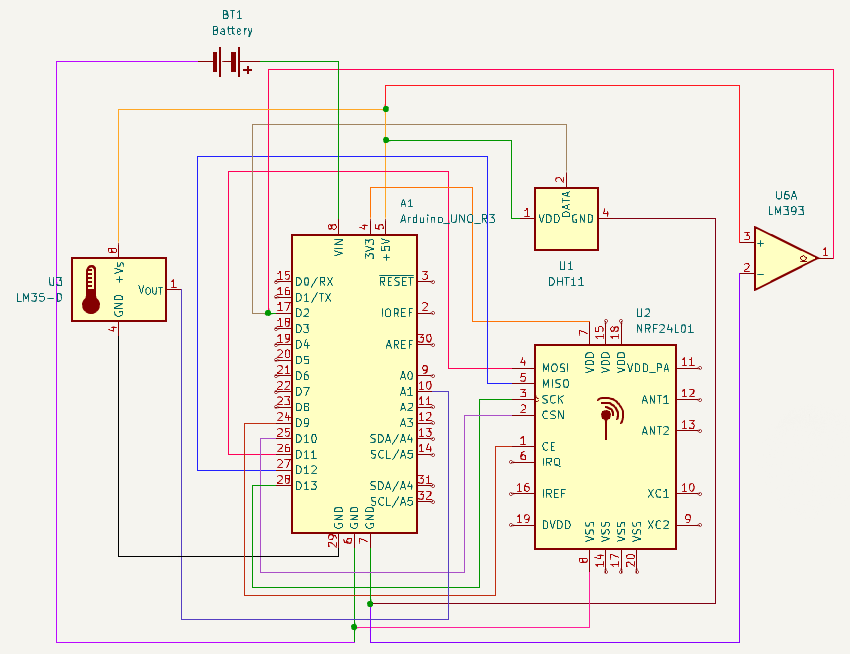 BT1
Battery
+
A1
Arduino_UNO_R3
8
4
5
VIN
3V3
+5V
15
D0/RX
16
D1/TX
17
D2
18
D3
19
D4
20
D5
21
D6
22
D7
23
D8
24
D9
25
D10
26
D11
27
D12
28
D13
RESET
3
IOREF
2
AREF
30
A0
9
A1
10
A2
11
A3
12
SDA/A4
13
SCL/A5
14
SDA/A4
31
SCL/A5
32
GND
GND
GND
29
6
7
U3
LM35-D
8
+Vs
VOUT
1
GND
4
2
DATA
1
VDD
GND
4
U1
DHT11
U6A
LM393
3
+
2
-
1
U2
NRF24L01
7
15
18
VDD
VDD
VDD
4
MOSI
5
MISO
3
SCK
2
CSN
1
CE
6
IRQ
16
IREF
19
DVDD
VDD_PA
11
ANT1
12
ANT2
13
XC1
10
XC2
9
VSS
VSS
VSS
VSS
8
14
17
20